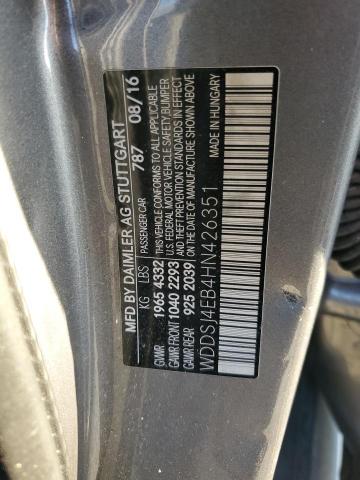 MFD BY DAIMLER AG STUTTGART
787 08/16
KG LBS PASSENGER CAR
GVWR 1965 4332
GAWR FRONT 1040 2293
GAWR REAR 925 2039
MADE IN HUNGARY
THIS VEHICLE CONFORMS TO ALL APPLICABLE
U.S. FEDERAL MOTOR VEHICLE SAFETY, BUMPER
AND THEFT PREVENTION STANDARDS IN EFFECT
ON THE DATE OF MANUFACTURE SHOWN ABOVE
WDDSJ4EB4HN426351